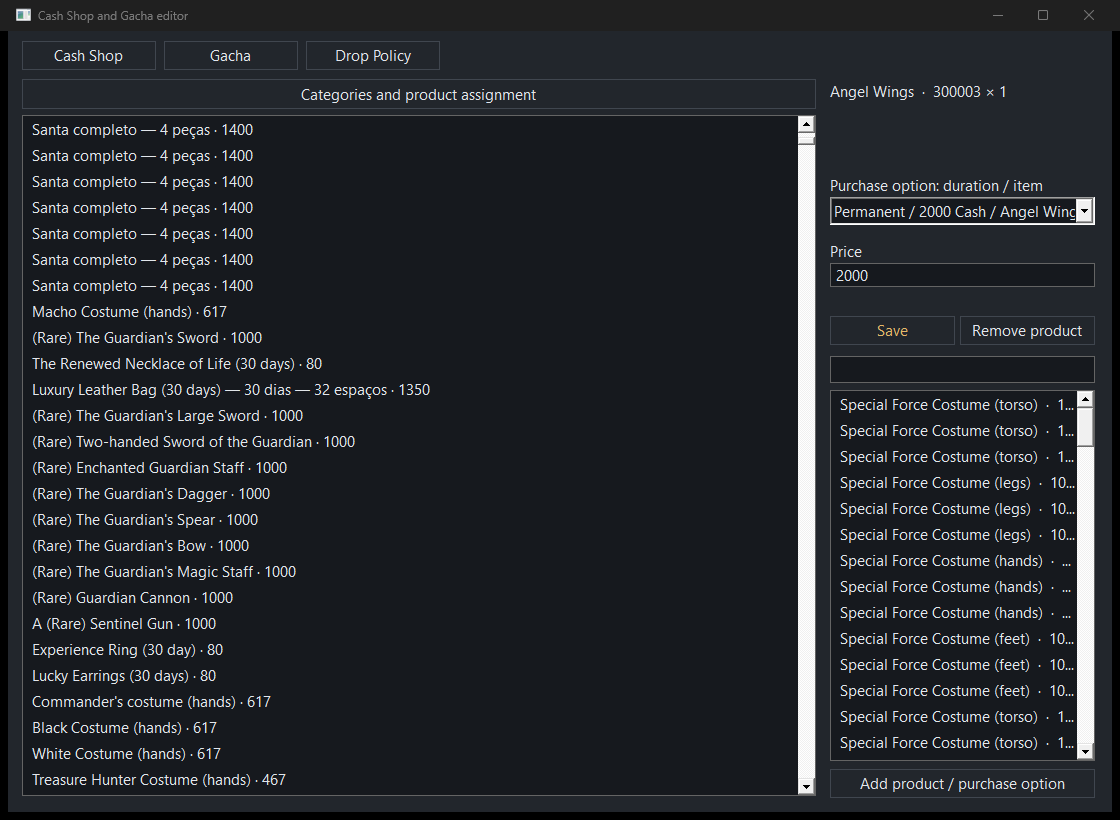 Cash Shop and Gacha editor
Cash Shop
Gacha
Drop Policy
Categories and product assignment
Santa completo — 4 peças · 1400
Santa completo — 4 peças · 1400
Santa completo — 4 peças · 1400
Santa completo — 4 peças · 1400
Santa completo — 4 peças · 1400
Santa completo — 4 peças · 1400
Santa completo — 4 peças · 1400
Macho Costume (hands) · 617
(Rare) The Guardian's Sword · 1000
The Renewed Necklace of Life (30 days) · 80
Luxury Leather Bag (30 days) — 30 dias — 32 espaços · 1350
(Rare) The Guardian's Large Sword · 1000
(Rare) Two-handed Sword of the Guardian · 1000
(Rare) Enchanted Guardian Staff · 1000
(Rare) The Guardian's Dagger · 1000
(Rare) The Guardian's Spear · 1000
(Rare) The Guardian's Bow · 1000
(Rare) The Guardian's Magic Staff · 1000
(Rare) Guardian Cannon · 1000
A (Rare) Sentinel Gun · 1000
Experience Ring (30 day) · 80
Lucky Earrings (30 days) · 80
Commander's costume (hands) · 617
Black Costume (hands) · 617
White Costume (hands) · 617
Treasure Hunter Costume (hands) · 467
Angel Wings · 300003 × 1
Purchase option: duration / item
Permanent / 2000 Cash / Angel Wing
Price
2000
Save
Remove product
Special Force Costume (torso) · 1...
Special Force Costume (torso) · 1...
Special Force Costume (torso) · 1...
Special Force Costume (legs) · 10...
Special Force Costume (legs) · 10...
Special Force Costume (legs) · 10...
Special Force Costume (hands) · ...
Special Force Costume (hands) · ...
Special Force Costume (hands) · ...
Special Force Costume (feet) · 10...
Special Force Costume (feet) · 10...
Special Force Costume (feet) · 10...
Special Force Costume (torso) · 1...
Special Force Costume (torso) · 1...
Add product / purchase option